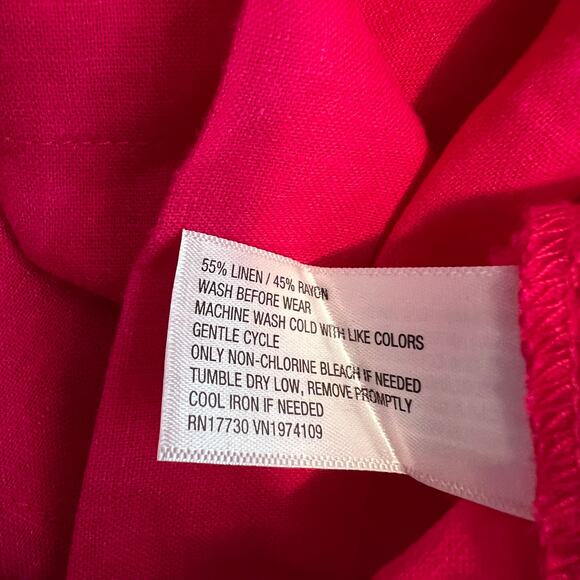 55% LINEN / 45% RAYON
WASH BEFORE WEAR
MACHINE WASH COLD WITH LIKE COLORS
GENTLE CYCLE
ONLY NON-CHLORINE BLEACH IF NEEDED
TUMBLE DRY LOW, REMOVE PROMPTLY
COOL IRON IF NEEDED
RN17730 VN1974109